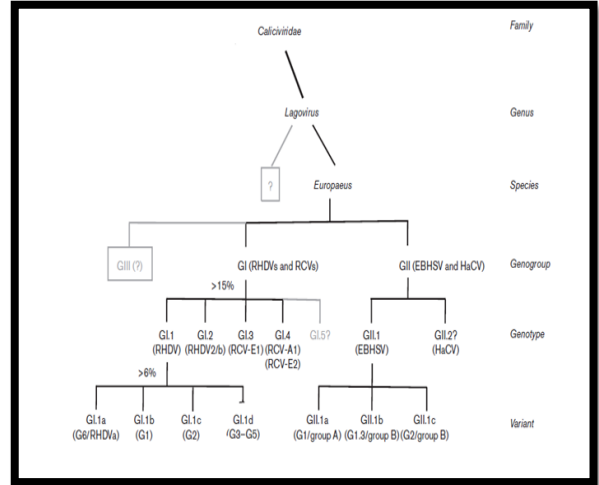 Caliciviridae Family
Lagovirus Genus
? Europaeus Species
GIII (?) GI (RHDVs and RCVs) GII (EBHSV and HaCV) Genogroup
>15%
GI.1 GI.2 GI.3 GI.4 GI.5? GII.1 GII.2? Genotype
(RHDV) (RHDV2/b) (RCV-E1) (RCV-A1) (EBHSV) (HaCV)
(RCV-E2)
>6%
GI.1a GI.1b GI.1c GI.1d GII.1a GII.1b GII.1c Variant
(G6/RHDVa) (G1) (G2) (G3–G5) (G1/group A) (G1.3/group B) (G2/group B)